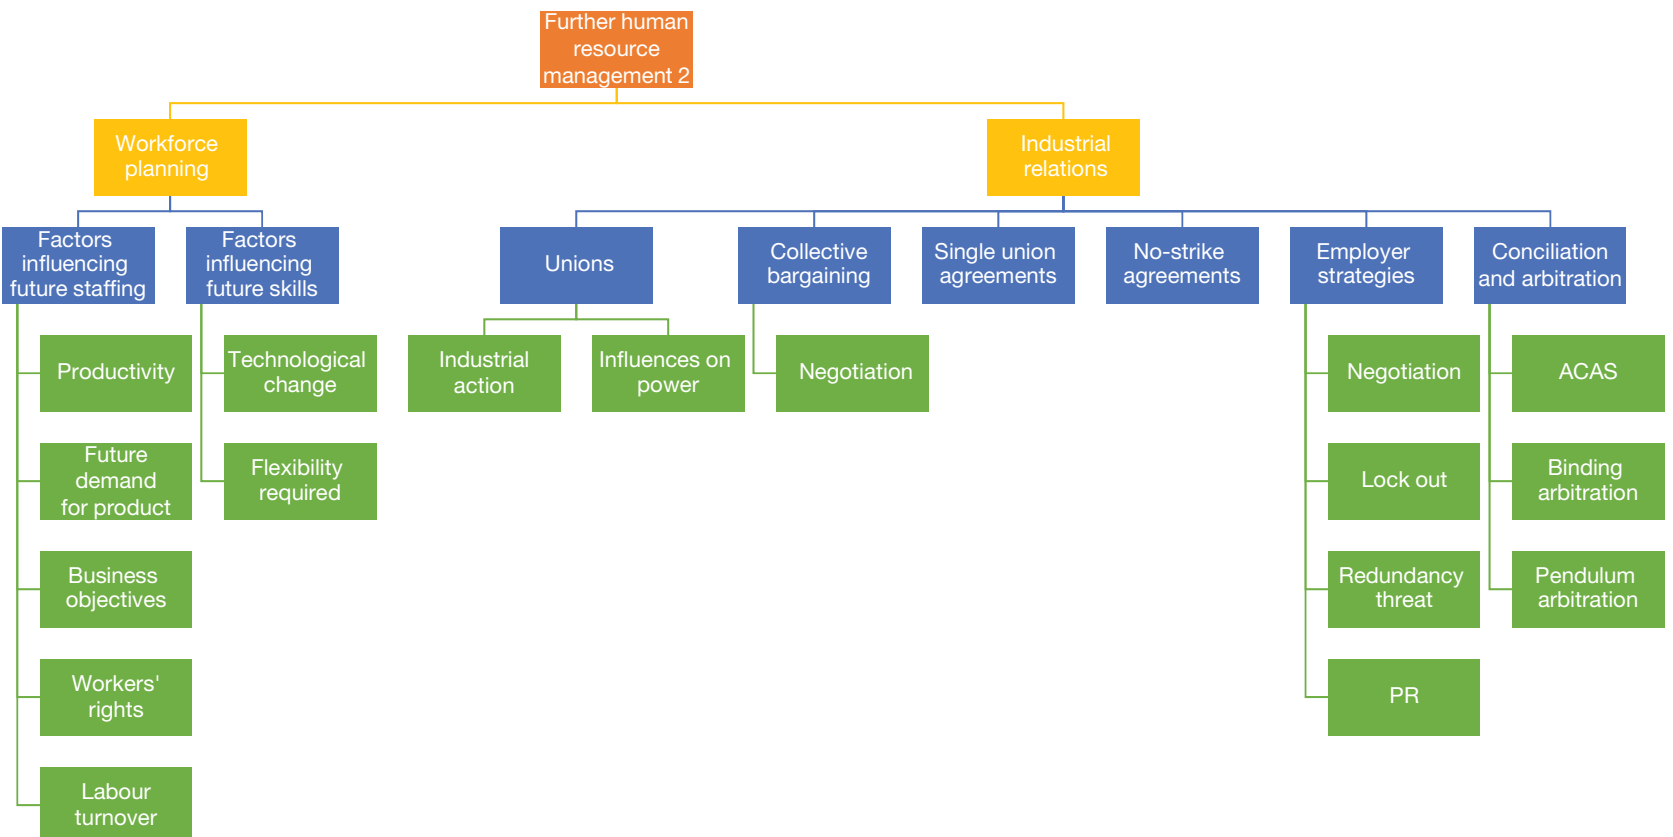 Further human
resource
management 2
Workforce
planning
Industrial
relations
Factors
influencing
future staffing
Factors
influencing
future skills
Unions
Collective
bargaining
Single union
agreements
No-strike
agreements
Employer
strategies
Conciliation
and arbitration
Productivity
Technological
change
Industrial
action
Influences on
power
Negotiation
Negotiation
ACAS
Future
demand
for product
Flexibility
required
Lock out
Binding
arbitration
Business
objectives
Redundancy
threat
Pendulum
arbitration
Workers'
rights
PR
Labour
turnover